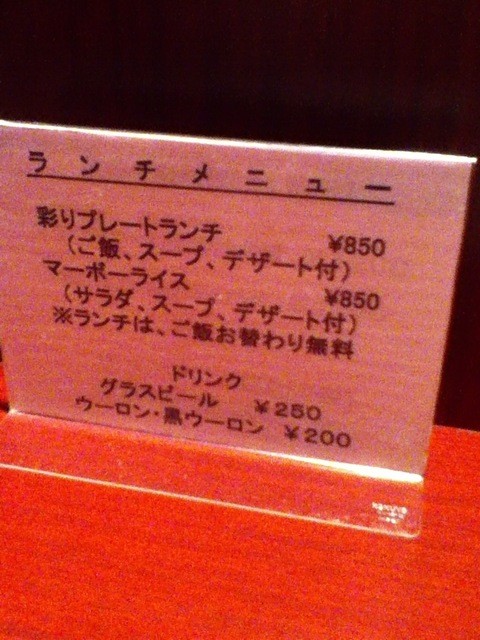 ランチメニュー
彩りプレートランチ ¥850
（ご飯、スープ、デザート付）
マーボーライス ¥850
（サラダ、スープ、デザート付）
※ランチは、ご飯お替わり無料
ドリンク
グラスビール ¥250
ウーロン・黒ウーロン ¥200